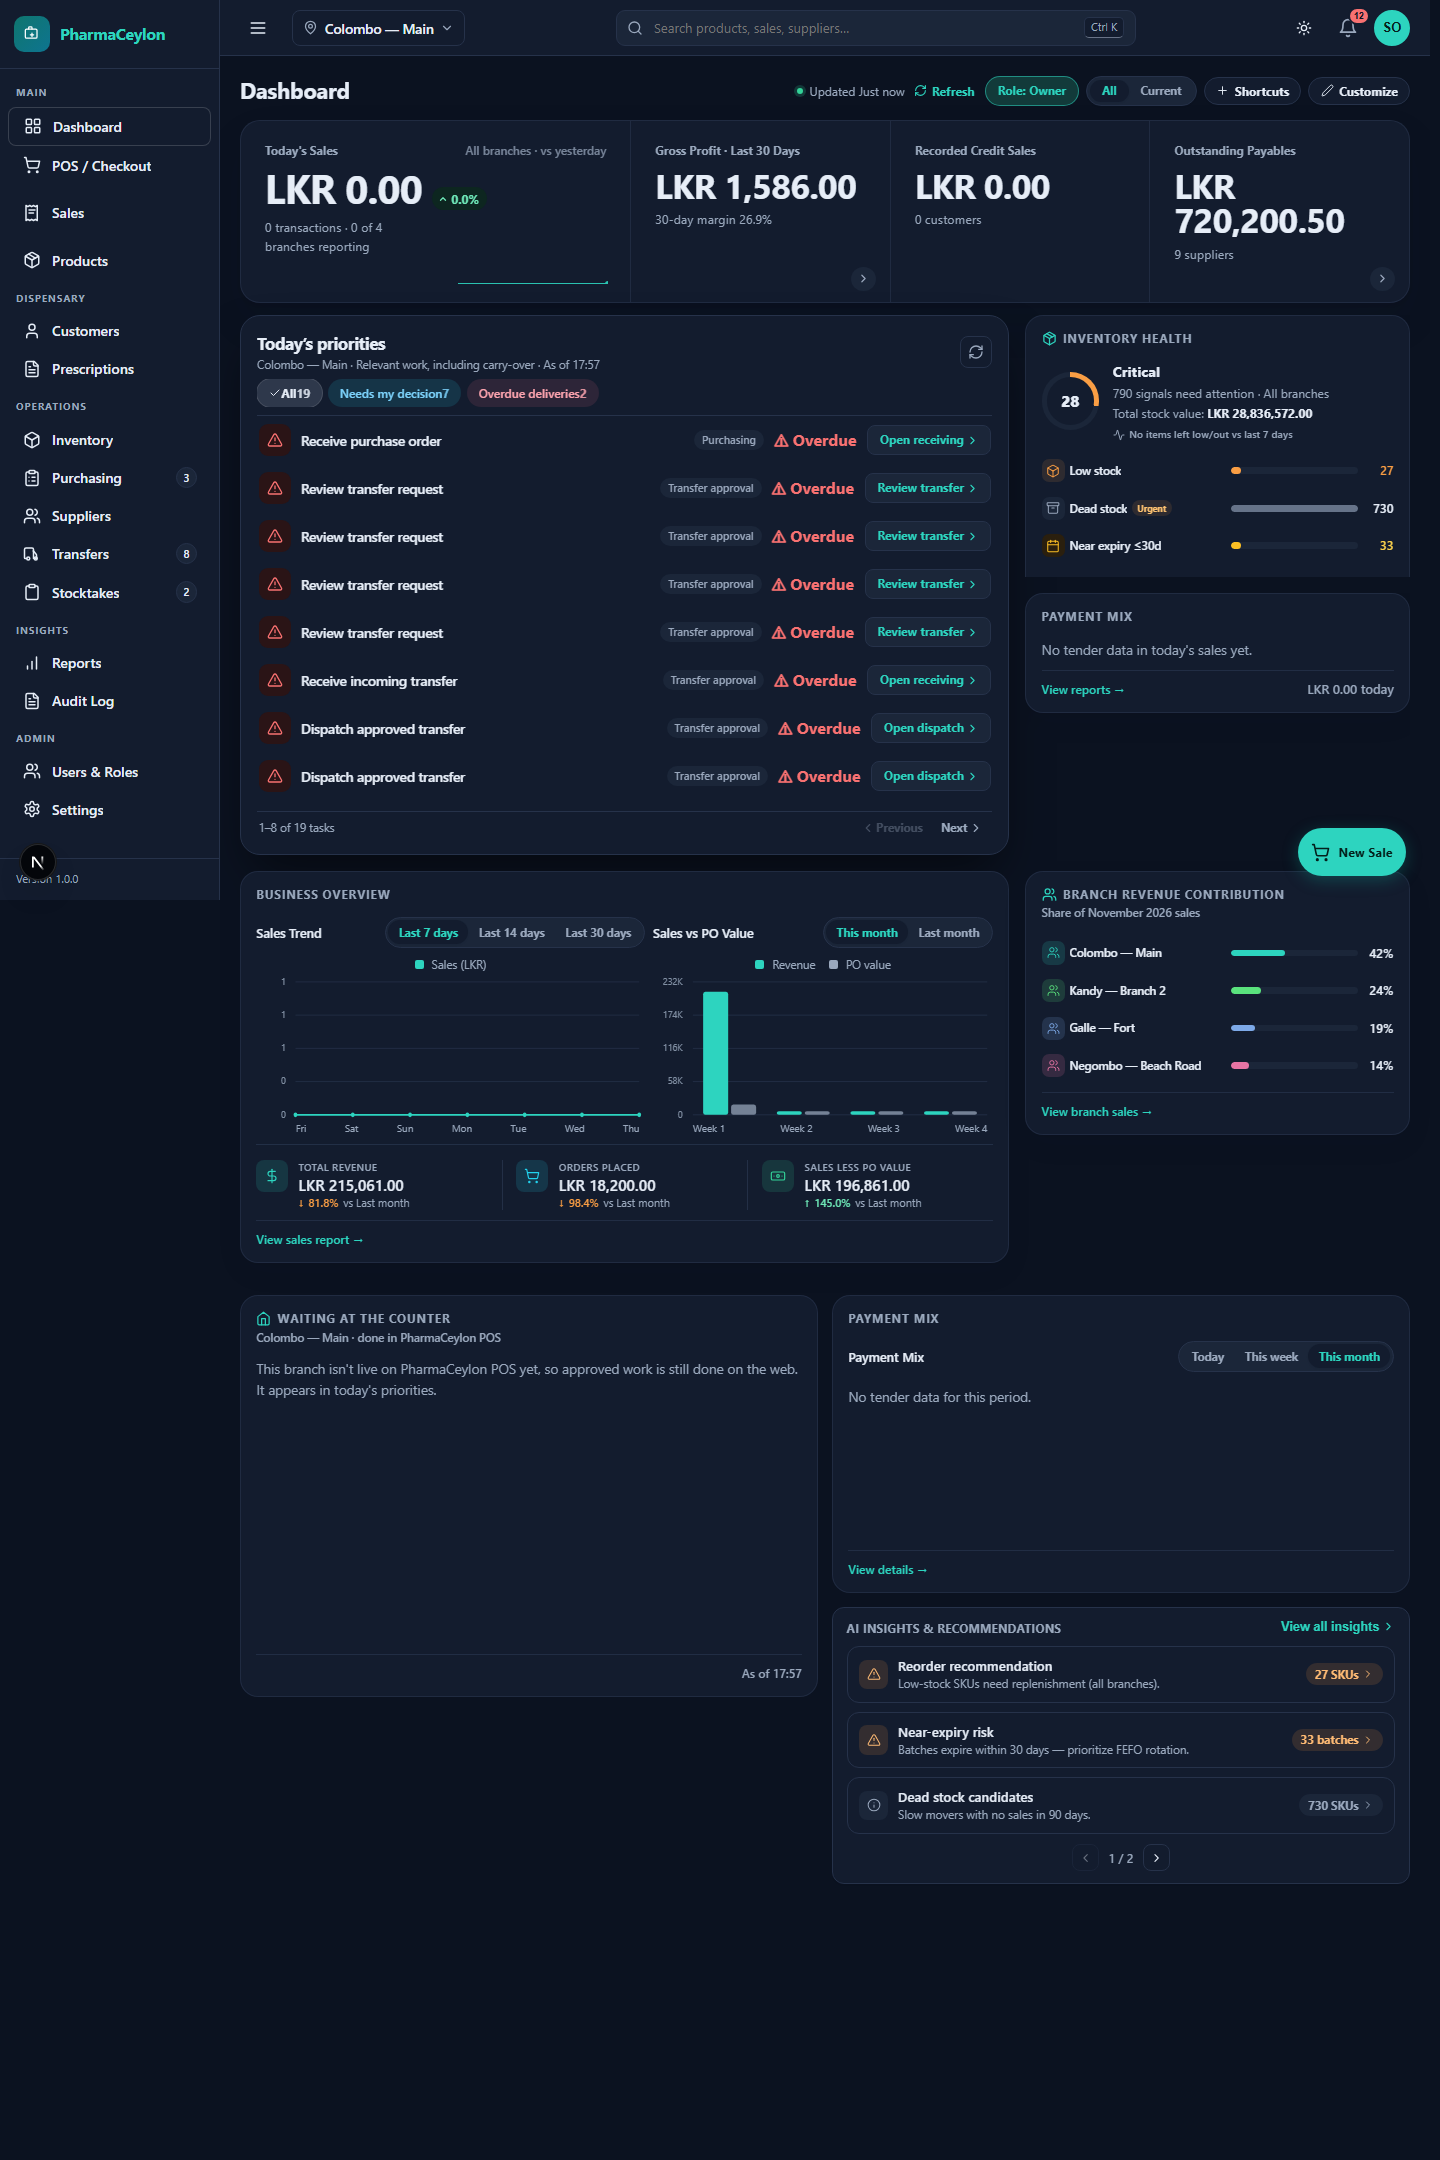 PharmaCeylon
Colombo — Main
Search products, sales, suppliers...
Ctrl K
12
SO
MAIN
Dashboard
POS / Checkout
Sales
Products
DISPENSARY
Customers
Prescriptions
OPERATIONS
Inventory
Purchasing
3
Suppliers
Transfers
8
Stocktakes
2
INSIGHTS
Reports
Audit Log
ADMIN
Users & Roles
Settings
N
Version 1.0.0
Dashboard
Updated Just now
Refresh
Role: Owner
All
Current
+ Shortcuts
Customize
Today's Sales
All branches · vs yesterday
LKR 0.00
0.0%
0 transactions · 0 of 4
branches reporting
Gross Profit · Last 30 Days
LKR 1,586.00
30-day margin 26.9%
Recorded Credit Sales
LKR 0.00
0 customers
Outstanding Payables
LKR
720,200.50
9 suppliers
Today's priorities
Colombo — Main · Relevant work, including carry-over · As of 17:57
All19
Needs my decision7
Overdue deliveries2
Receive purchase order
Purchasing
Overdue
Open receiving
Review transfer request
Transfer approval
Overdue
Review transfer
Review transfer request
Transfer approval
Overdue
Review transfer
Review transfer request
Transfer approval
Overdue
Review transfer
Review transfer request
Transfer approval
Overdue
Review transfer
Receive incoming transfer
Transfer approval
Overdue
Open receiving
Dispatch approved transfer
Transfer approval
Overdue
Open dispatch
Dispatch approved transfer
Transfer approval
Overdue
Open dispatch
1–8 of 19 tasks
Previous
Next
INVENTORY HEALTH
28
Critical
790 signals need attention · All branches
Total stock value: LKR 28,836,572.00
No items left low/out vs last 7 days
Low stock
27
Dead stock
Urgent
730
Near expiry ≤30d
33
PAYMENT MIX
No tender data in today's sales yet.
View reports →
LKR 0.00 today
New Sale
BUSINESS OVERVIEW
Sales Trend
Last 7 days
Last 14 days
Last 30 days
Sales (LKR)
1
1
1
0
0
Fri
Sat
Sun
Mon
Tue
Wed
Thu
Sales vs PO Value
This month
Last month
Revenue
PO value
232K
174K
116K
58K
0
Week 1
Week 2
Week 3
Week 4
TOTAL REVENUE
LKR 215,061.00
↓ 81.8% vs Last month
ORDERS PLACED
LKR 18,200.00
↓ 98.4% vs Last month
SALES LESS PO VALUE
LKR 196,861.00
↑ 145.0% vs Last month
View sales report →
BRANCH REVENUE CONTRIBUTION
Share of November 2026 sales
Colombo — Main
42%
Kandy — Branch 2
24%
Galle — Fort
19%
Negombo — Beach Road
14%
View branch sales →
WAITING AT THE COUNTER
Colombo — Main · done in PharmaCeylon POS
This branch isn't live on PharmaCeylon POS yet, so approved work is still done on the web.
It appears in today's priorities.
As of 17:57
PAYMENT MIX
Payment Mix
Today
This week
This month
No tender data for this period.
View details →
AI INSIGHTS & RECOMMENDATIONS
View all insights
Reorder recommendation
Low-stock SKUs need replenishment (all branches).
27 SKUs
Near-expiry risk
Batches expire within 30 days — prioritize FEFO rotation.
33 batches
Dead stock candidates
Slow movers with no sales in 90 days.
730 SKUs
1 / 2